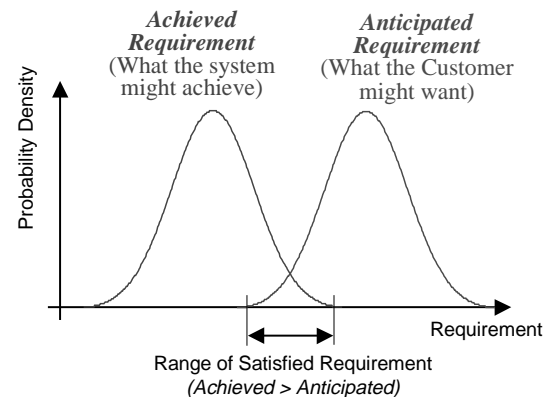 Achieved
Requirement
(What the system
might achieve)
Anticipated
Requirement
(What the Customer
might want)
Probability Density
Requirement
Range of Satisfied Requirement
(Achieved > Anticipated)